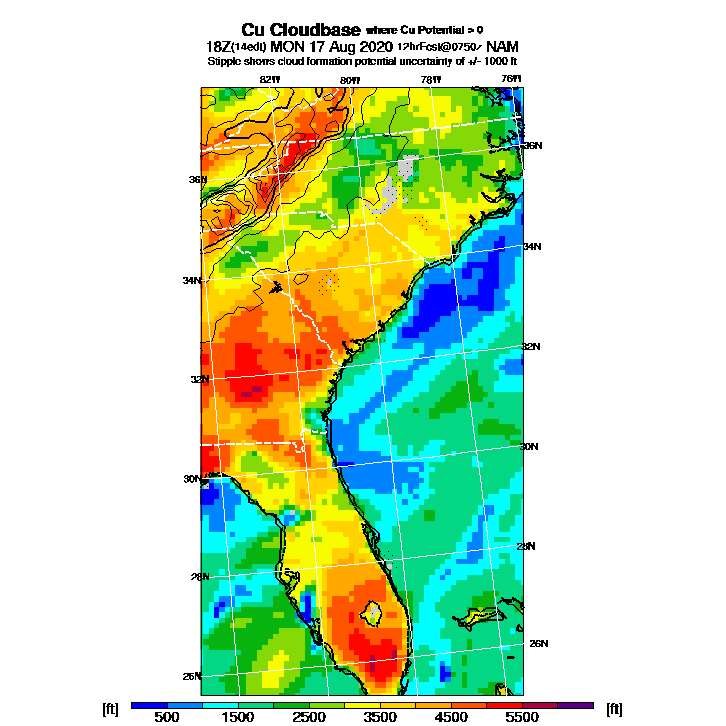 Cu Cloudbase where Cu Potential > 0
18Z(14edt) MON 17 Aug 2020 12hrFcst@0750z NAM
Stipple shows cloud formation potential uncertainty of +/- 1000 ft
82W 80W 78W 76W
36N
36N
34N
34N
32N
32N
30N
30N
28N
28N
26N
26N
[ft] 500 1500 2500 3500 4500 5500 [ft]